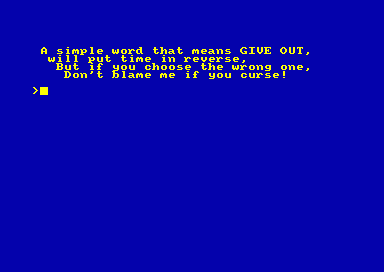 A simple word that means GIVE OUT,
will put time in reverse,
But if you choose the wrong one,
Don't blame me if you curse!
>